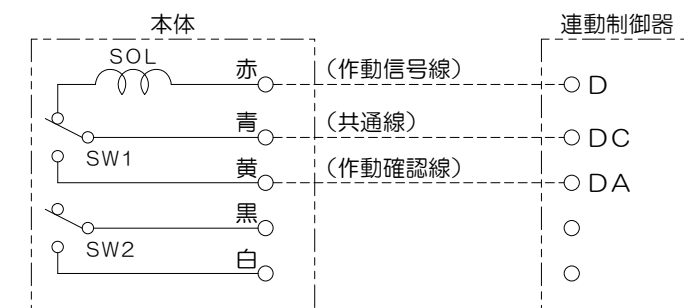 本体
連動制御器
SOL
赤
(作動信号線)
D
青
(共通線)
DC
SW1
黄
(作動確認線)
DA
黒
SW2
白